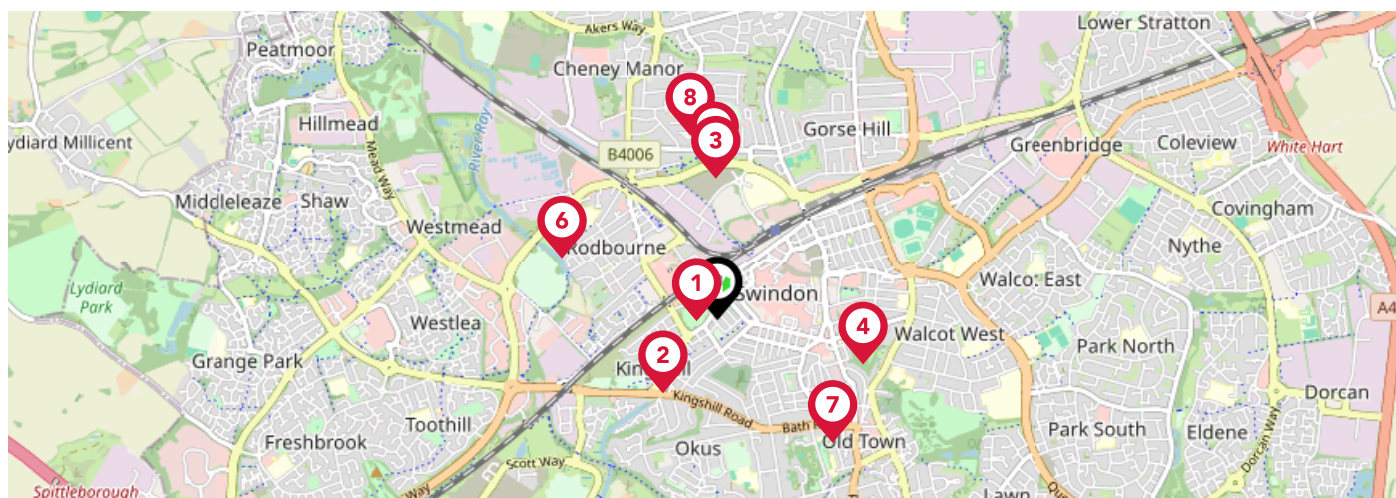 Lower Stratton
Akers Way
Peatmoor
Cheney Manor
8
Hillmead
3
Gorse Hill
ydiard Millicent
River Ray
B4006
Greenbridge
Coleview
White Hart
Mead Way
Middleleaze
Shaw
6
Westmead
Rodbourne
Covingham
Nythe
Lydiard
Park
1
Swindon
Walcot East
A4
Westlea
4
Walcot West
Grange Park
2
Park North
Kingshill Road
7
Dorcan
Toothill
Bath
Old Town
Freshbrook
Okus
Park South
Eldene
Dorcan Way
Scott Way
Way
Lawn
Spittleborough